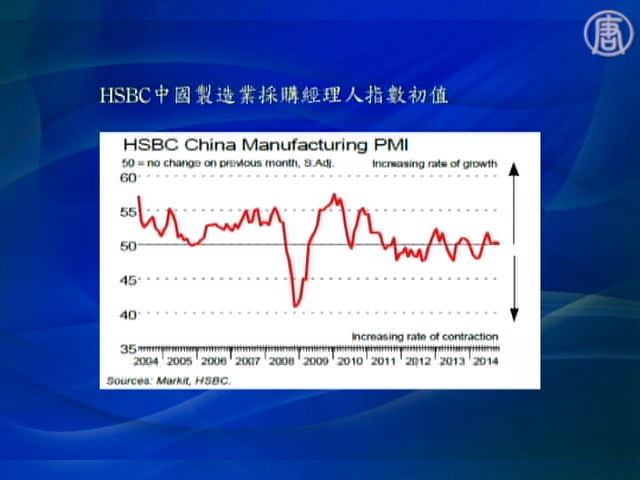 唐
HSBC中國製造業採購經理人指數初值
HSBC China Manufacturing PMI
50 = no change on previous month, S.Adj.
Increasing rate of growth
60
55
50
45
40
Increasing rate of contraction
35
2004 2005 2006 2007 2008 2009 2010 2011 2012 2013 2014
Sources: Markit, HSBC.